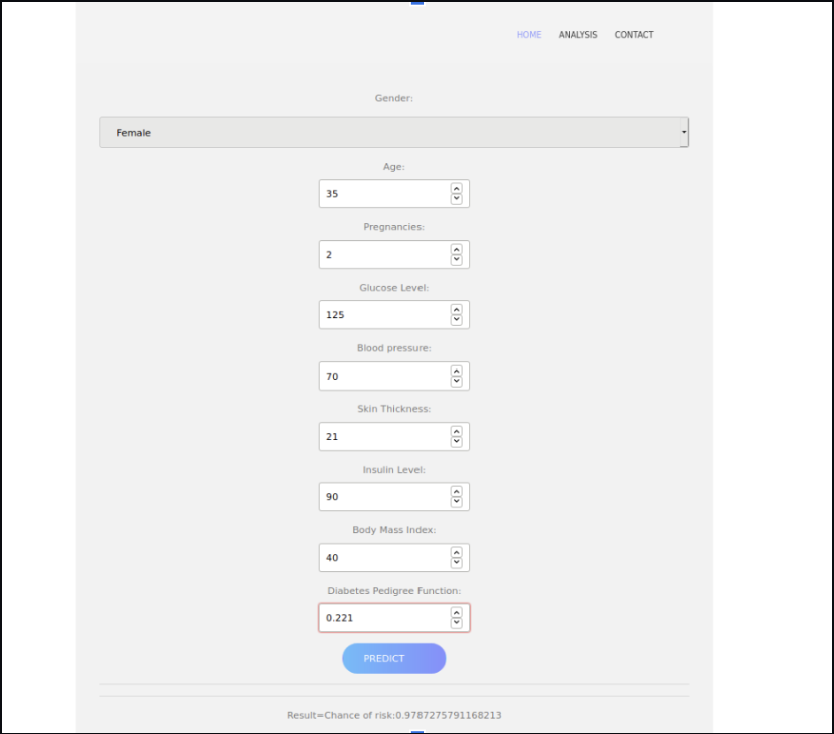 HOME ANALYSIS CONTACT
Gender:
Female
Age:
35
Pregnancies:
2
Glucose Level:
125
Blood pressure:
70
Skin Thickness:
21
Insulin Level:
90
Body Mass Index:
40
Diabetes Pedigree Function:
0.221
PREDICT
Result=Chance of risk:0.9787275791168213